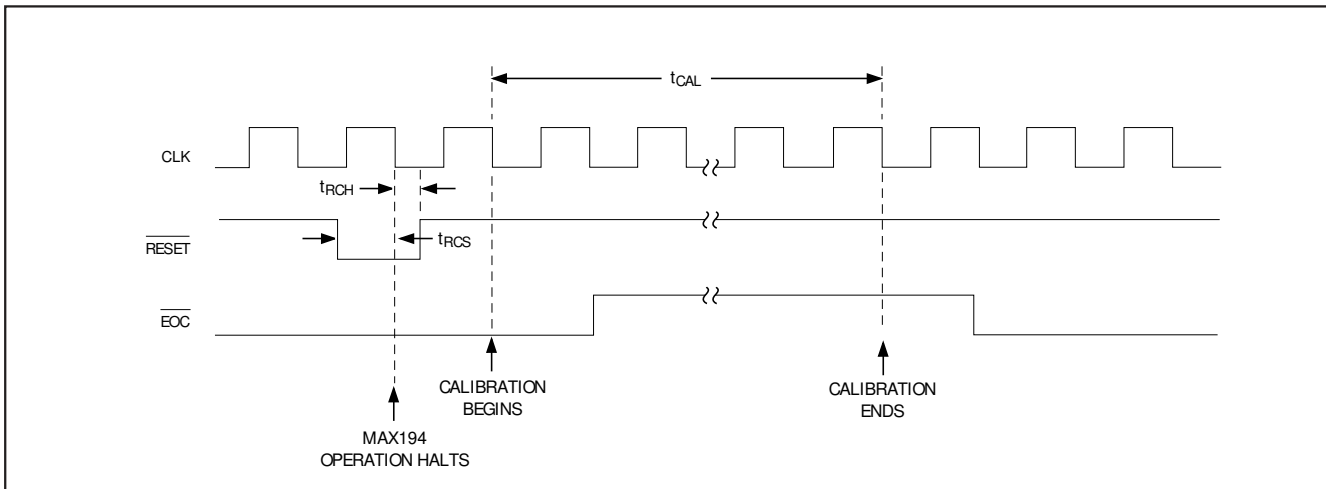 tCAL
CLK
tRCH
RESET
tRCS
EOC
CALIBRATION
BEGINS
CALIBRATION
ENDS
MAX194
OPERATION HALTS